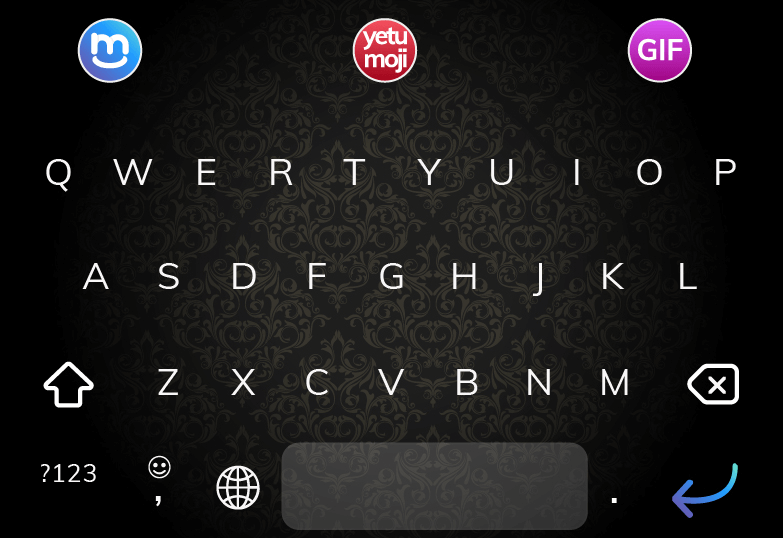 m
yetu
moji
GIF
Q W E R T Y U I O P
A S D F G H J K L
Z X C V B N M
?123 , .